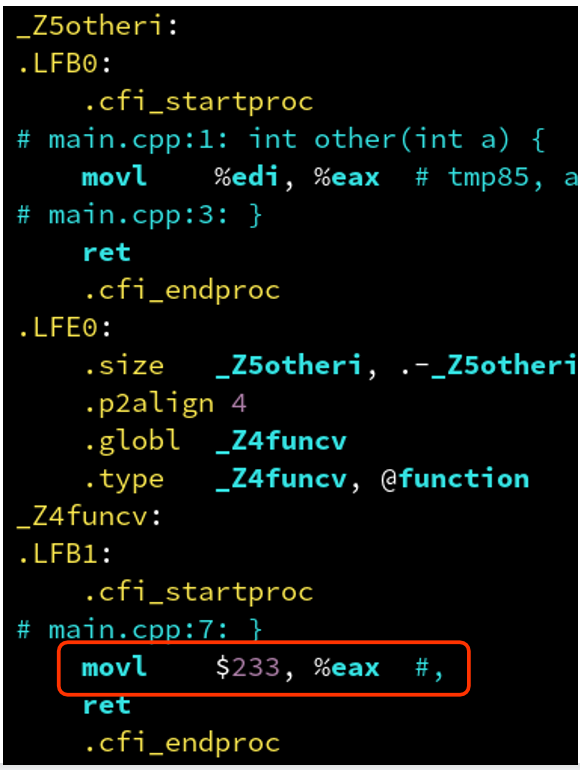 _Z5otheri:
.LFB0:
.cfi_startproc
# main.cpp:1: int other(int a) {
movl %edi, %eax # tmp85, a
# main.cpp:3: }
ret
.cfi_endproc
.LFE0:
.size _Z5otheri, .-_Z5otheri
.p2align 4
.globl _Z4funcv
.type _Z4funcv, @function
_Z4funcv:
.LFB1:
.cfi_startproc
# main.cpp:7: }
movl $233, %eax #,
ret
.cfi_endproc